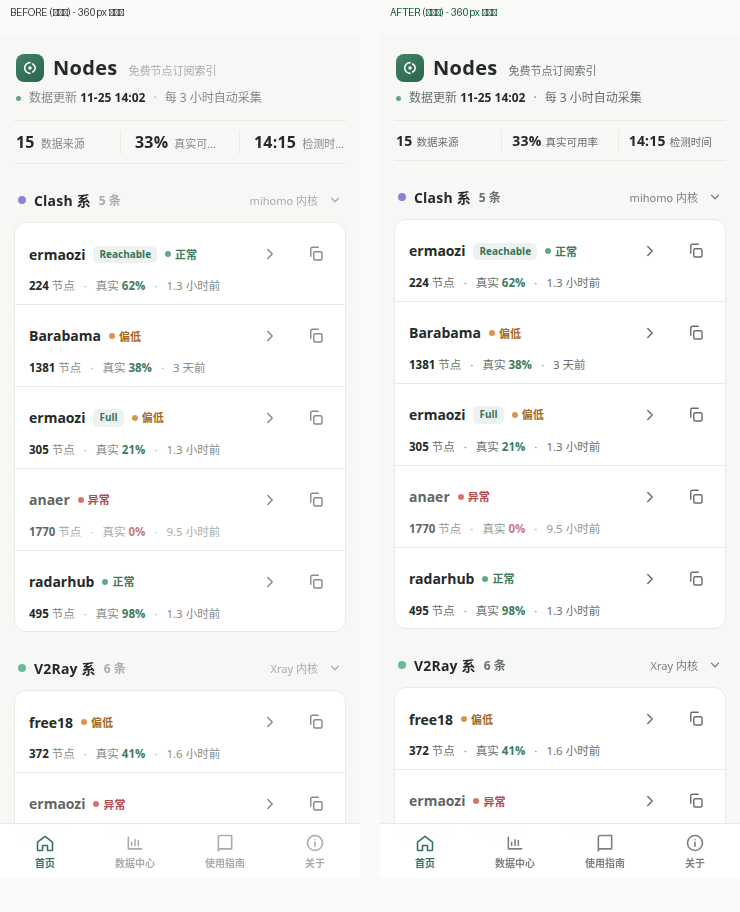 BEFORE () - 360px
Nodes 免费节点订阅索引
数据更新 11-25 14:02 · 每 3 小时自动采集
15 数据来源 33% 真实可... 14:15 检测时...
Clash 系 5 条 mihomo 内核
ermaozi Reachable 正常
224 节点 · 真实 62% · 1.3 小时前
Barabama 偏低
1381 节点 · 真实 38% · 3 天前
ermaozi Full 偏低
305 节点 · 真实 21% · 1.3 小时前
anaer 异常
1770 节点 · 真实 0% · 9.5 小时前
radarhub 正常
495 节点 · 真实 98% · 1.3 小时前
V2Ray 系 6 条 Xray 内核
free18 偏低
372 节点 · 真实 41% · 1.6 小时前
ermaozi 异常
首页 数据中心 使用指南 关于
AFTER () - 360px
Nodes 免费节点订阅索引
数据更新 11-25 14:02 · 每 3 小时自动采集
15 数据来源 33% 真实可用率 14:15 检测时间
Clash 系 5 条 mihomo 内核
ermaozi Reachable 正常
224 节点 · 真实 62% · 1.3 小时前
Barabama 偏低
1381 节点 · 真实 38% · 3 天前
ermaozi Full 偏低
305 节点 · 真实 21% · 1.3 小时前
anaer 异常
1770 节点 · 真实 0% · 9.5 小时前
radarhub 正常
495 节点 · 真实 98% · 1.3 小时前
V2Ray 系 6 条 Xray 内核
free18 偏低
372 节点 · 真实 41% · 1.6 小时前
ermaozi 异常
首页 数据中心 使用指南 关于